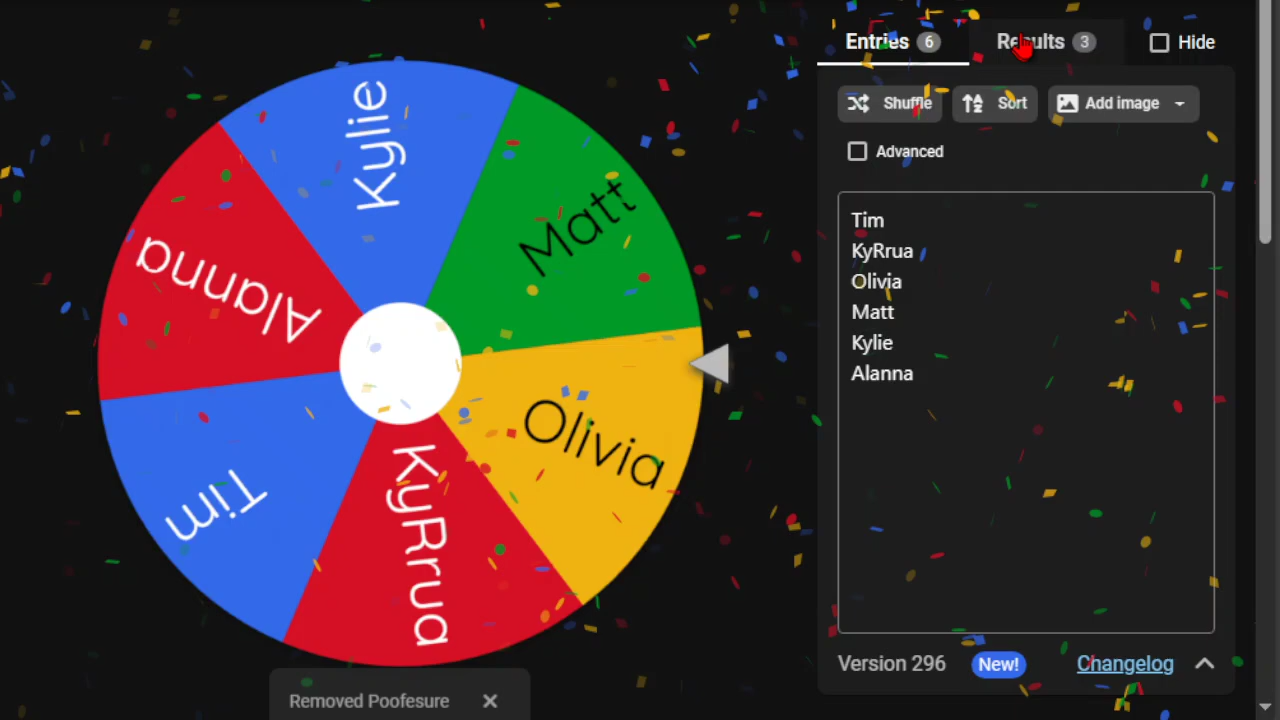 Kylie
Matt
Alanna
Olivia
Tim
KyRrua
Removed Poofesure
Entries 6
Results 3
Hide
Shuffle
Sort
Add image
Advanced
Tim
KyRrua
Olivia
Matt
Kylie
Alanna
Version 296 New! Changelog